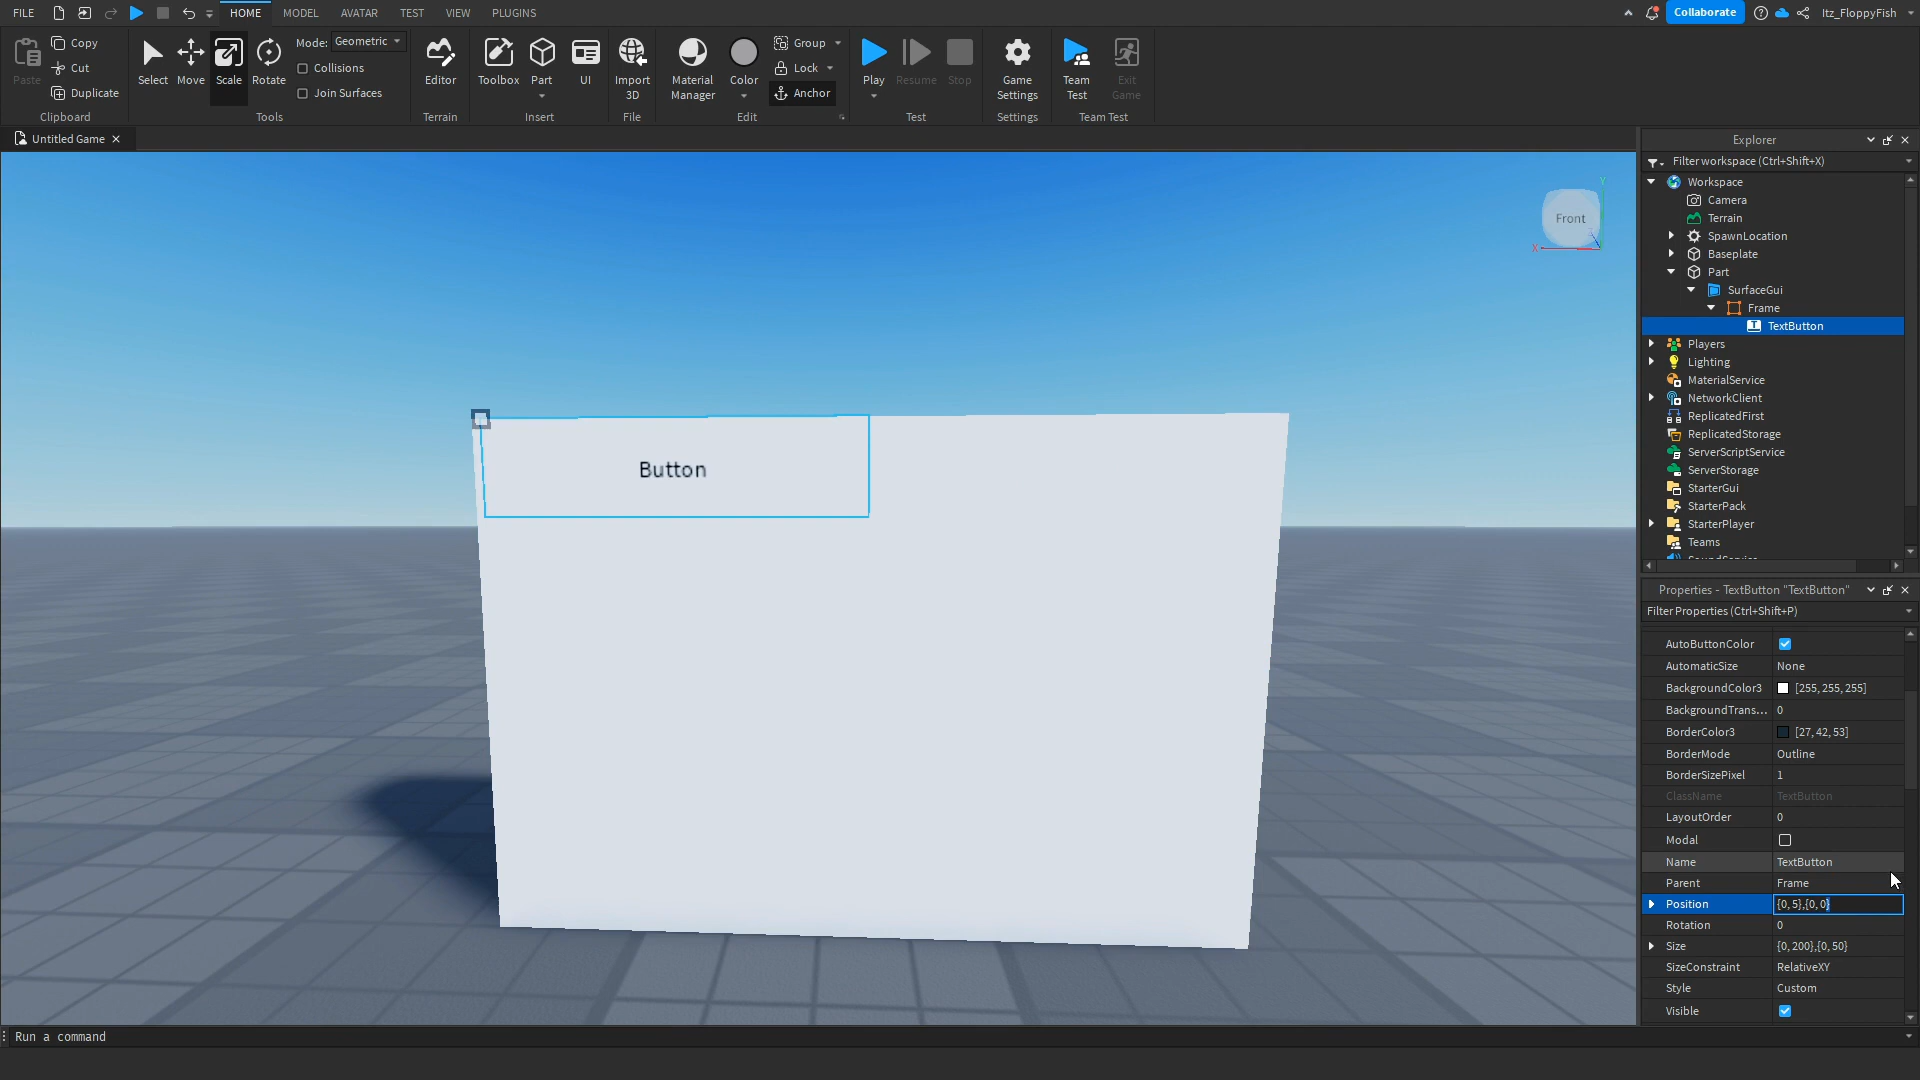 FILE HOME MODEL AVATAR TEST VIEW PLUGINS Collaborate Itz_FloppyFish
Paste Copy Cut Duplicate Clipboard
Select Move Scale Rotate Mode: Geometric Collisions Join Surfaces Tools
Editor Terrain
Toolbox Part UI Insert
Import 3D File
Material Manager Color Group Lock Anchor Edit
Play Resume Stop Test
Game Settings Settings
Team Test Exit Game Team Test
Untitled Game
Front
X
Y
Button
Explorer
Filter workspace (Ctrl+Shift+X)
Workspace
Camera
Terrain
SpawnLocation
Baseplate
Part
SurfaceGui
Frame
TextButton
Players
Lighting
MaterialService
NetworkClient
ReplicatedFirst
ReplicatedStorage
ServerScriptService
ServerStorage
StarterGui
StarterPack
StarterPlayer
Teams
Properties - TextButton "TextButton"
Filter Properties (Ctrl+Shift+P)
AutoButtonColor
AutomaticSize None
BackgroundColor3 [255, 255, 255]
BackgroundTrans... 0
BorderColor3 [27, 42, 53]
BorderMode Outline
BorderSizePixel 1
ClassName TextButton
LayoutOrder 0
Modal
Name TextButton
Parent Frame
Position {0, 5},{0, 0}
Rotation 0
Size {0, 200},{0, 50}
SizeConstraint RelativeXY
Style Custom
Visible
Run a command